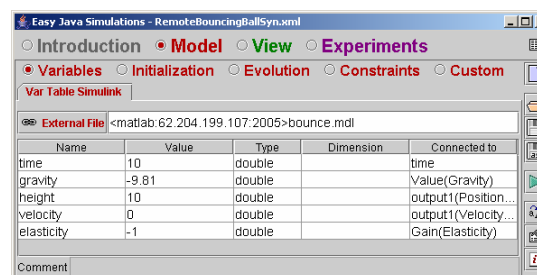 Easy Java Simulations - RemoteBouncingBallSyn.xml
Introduction Model View Experiments
Variables Initialization Evolution Constraints Custom
Var Table Simulink
External File <matlab:62.204.199.107:2005>bounce.mdl
Name Value Type Dimension Connected to
time 10 double time
gravity -9.81 double Value(Gravity)
height 10 double output1(Position...
velocity 0 double output1(Velocity...
elasticity -1 double Gain(Elasticity)
Comment